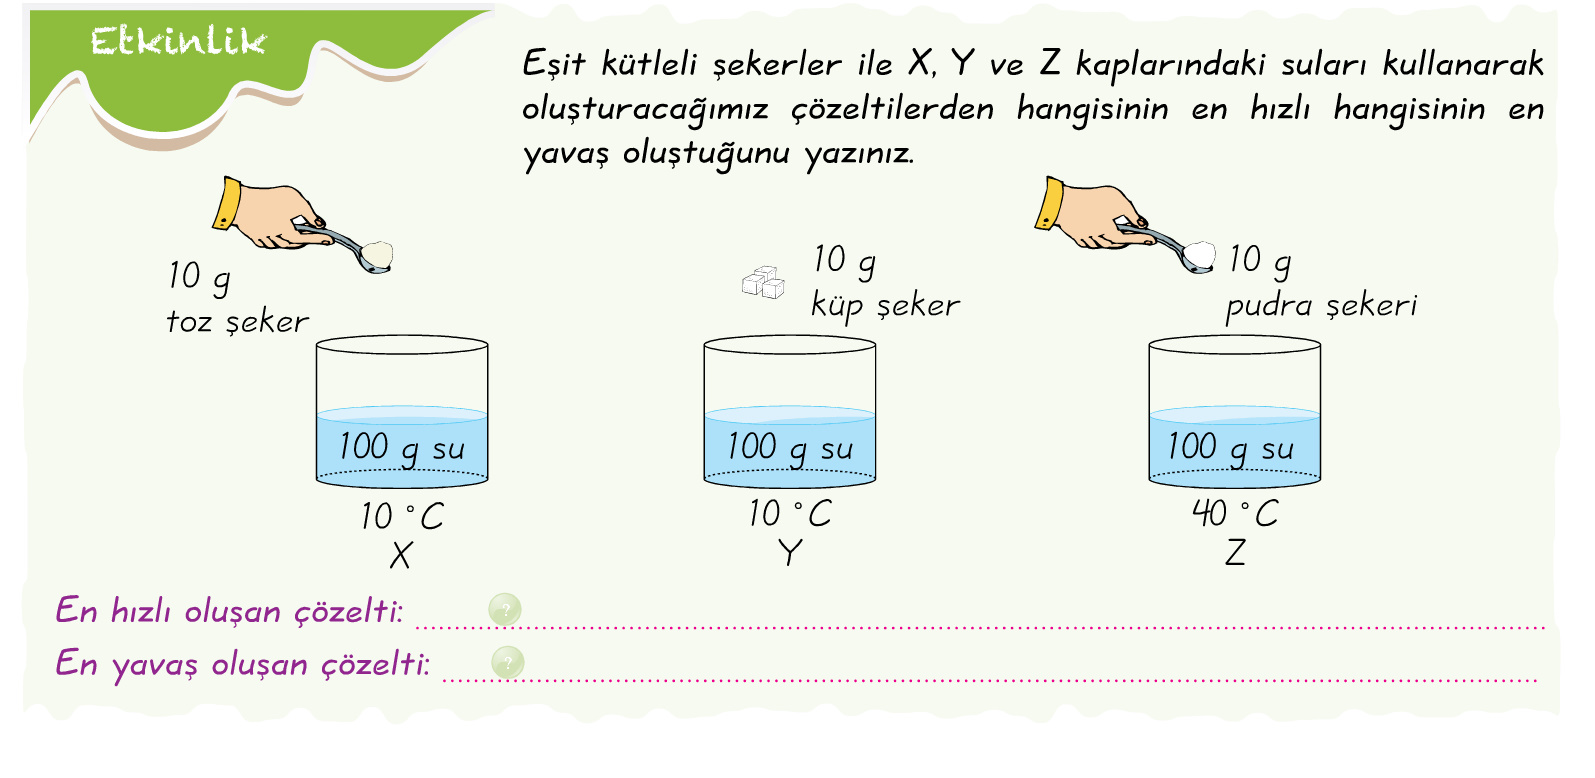 Etkinlik
Eşit kütleli şekerler ile X, Y ve Z kaplarındaki suları kullanarak
oluşturacağımız çözeltilerden hangisinin en hızlı hangisinin en
yavaş oluştuğunu yazınız.
10 g
toz şeker
10 g
küp şeker
10 g
pudra şekeri
100 g su
100 g su
100 g su
10 °C
10 °C
40 °C
X
Y
Z
En hızlı oluşan çözelti: ? ........................................
En yavaş oluşan çözelti: ? ........................................